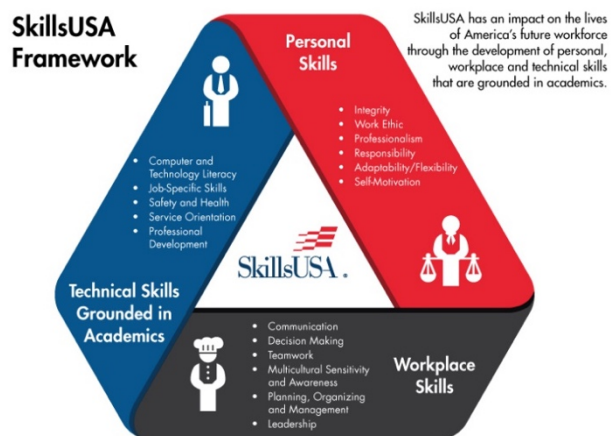 SkillsUSA
Framework
SkillsUSA has an impact on the lives
of America's future workforce
through the development of personal,
workplace and technical skills
that are grounded in academics.
Personal
Skills
• Integrity
• Work Ethic
• Professionalism
• Responsibility
• Adaptability/Flexibility
• Self-Motivation
• Computer and
Technology Literacy
• Job-Specific Skills
• Safety and Health
• Service Orientation
• Professional
Development
SkillsUSA®
Technical Skills
Grounded in
Academics
• Communication
• Decision Making
• Teamwork
• Multicultural Sensitivity
and Awareness
• Planning, Organizing
and Management
• Leadership
Workplace
Skills